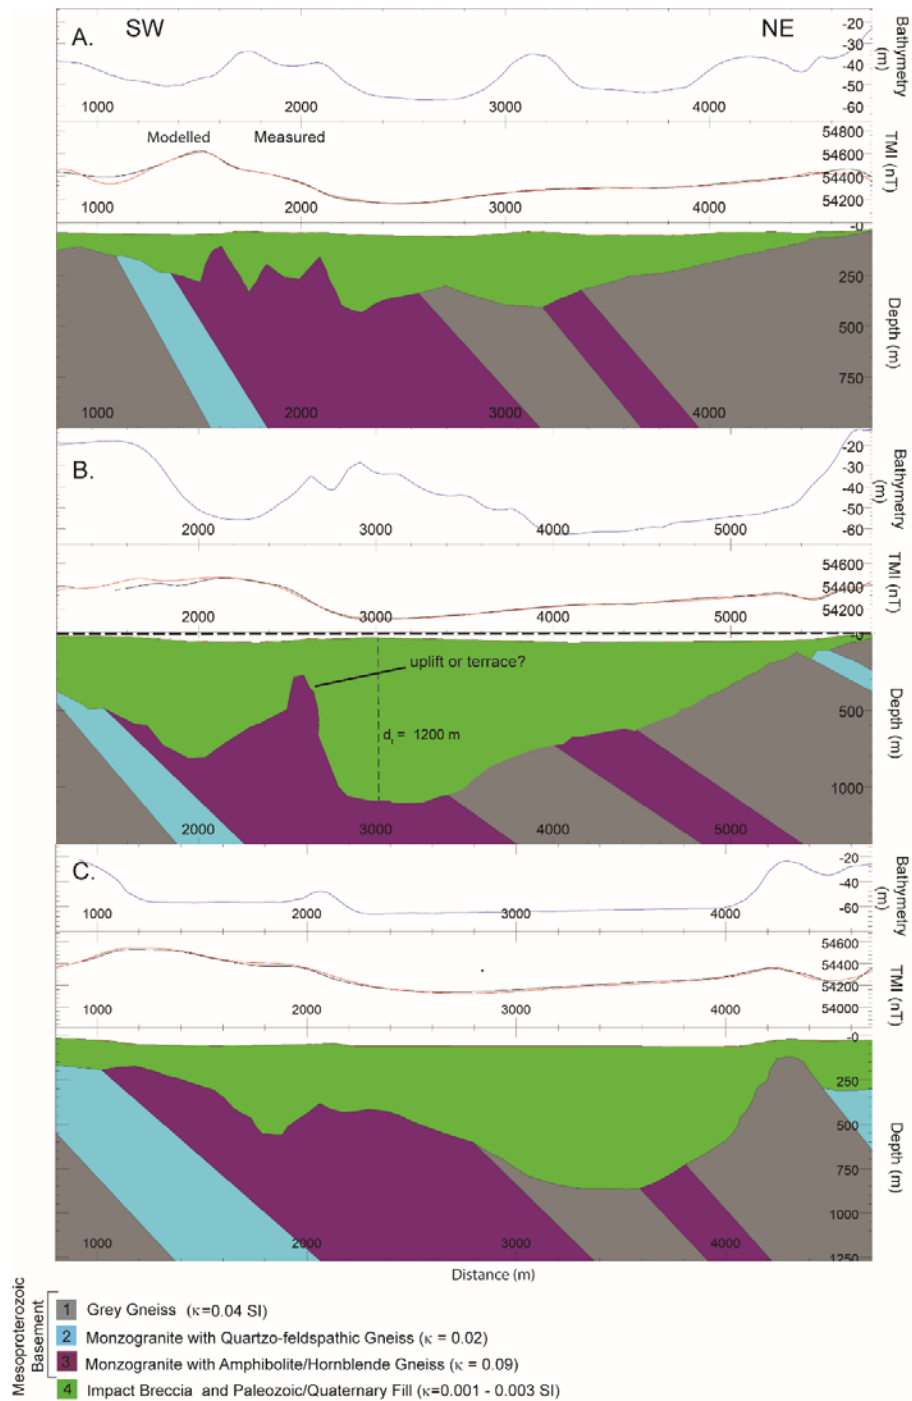 A.
SW
NE
-20
-30
-40
-50
-60
Bathymetry
(m)
1000
2000
3000
4000
Modelled
Measured
54800
54600
54400
54200
TMI (nT)
1000
2000
3000
4000
-0
250
500
750
Depth (m)
1000
2000
3000
4000
B.
-20
-30
-40
-50
-60
Bathymetry
(m)
2000
3000
4000
5000
54600
54400
54200
TMI (nT)
2000
3000
4000
5000
-0
uplift or terrace?
500
dt = 1200 m
1000
Depth (m)
2000
3000
4000
5000
C.
-20
-40
-60
Bathymetry
(m)
1000
2000
3000
4000
54600
54400
54200
54000
TMI (nT)
1000
2000
3000
4000
-0
250
500
750
1000
1250
Depth (m)
1000
2000
3000
4000
Distance (m)
Mesoproterozoic
Basement
1 Grey Gneiss (κ=0.04 SI)
2 Monzogranite with Quartzo-feldspathic Gneiss (κ = 0.02)
3 Monzogranite with Amphibolite/Hornblende Gneiss (κ = 0.09)
4 Impact Breccia and Paleozoic/Quaternary Fill (κ=0.001 - 0.003 SI)